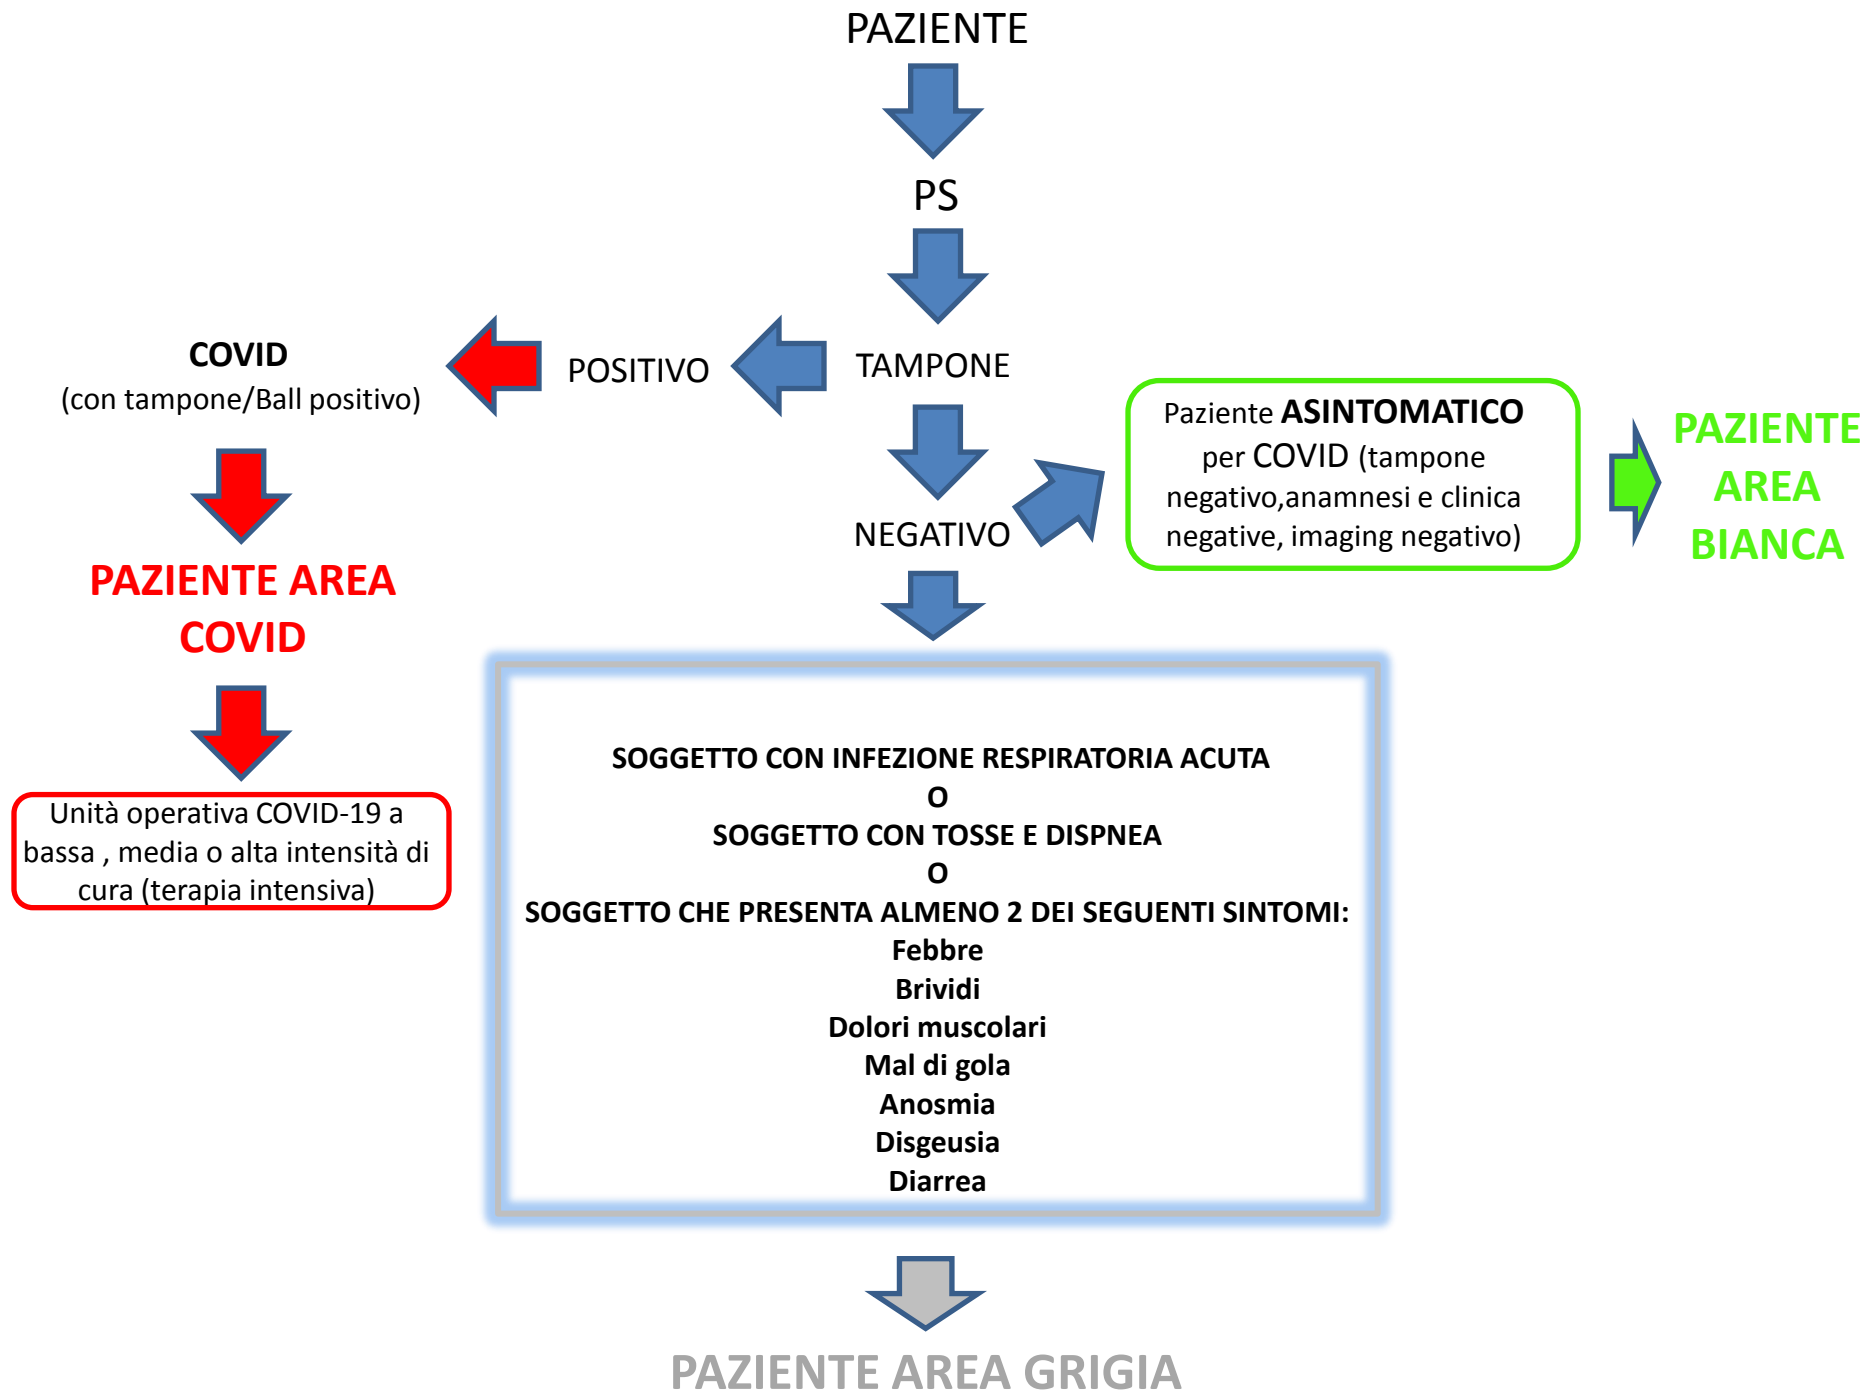 PAZIENTE
PS
TAMPONE
POSITIVO
COVID
(con tampone/Ball positivo)
PAZIENTE AREA
COVID
Unità operativa COVID-19 a
bassa , media o alta intensità di
cura (terapia intensiva)
NEGATIVO
Paziente ASINTOMATICO
per COVID (tampone
negativo,anamnesi e clinica
negative, imaging negativo)
PAZIENTE
AREA
BIANCA
SOGGETTO CON INFEZIONE RESPIRATORIA ACUTA
O
SOGGETTO CON TOSSE E DISPNEA
O
SOGGETTO CHE PRESENTA ALMENO 2 DEI SEGUENTI SINTOMI:
Febbre
Brividi
Dolori muscolari
Mal di gola
Anosmia
Disgeusia
Diarrea
PAZIENTE AREA GRIGIA